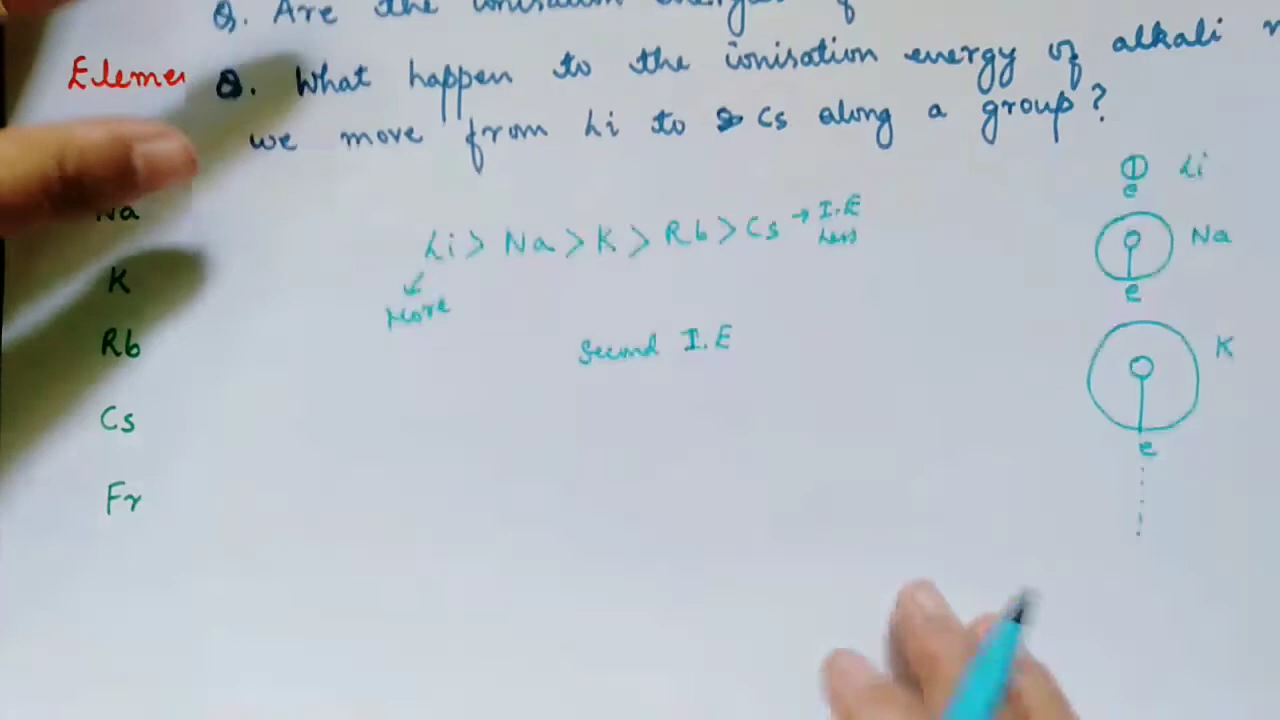 Q. Are the ionisation
Q. What happen to the ionisation energy of alkali
we move from Li to Cs along a group?
Elemen
Na
K
Rb
Cs
Fr
Li > Na > K > Rb > Cs → I.E
Less
More
Second I.E
Li
e
Na
e
K
e